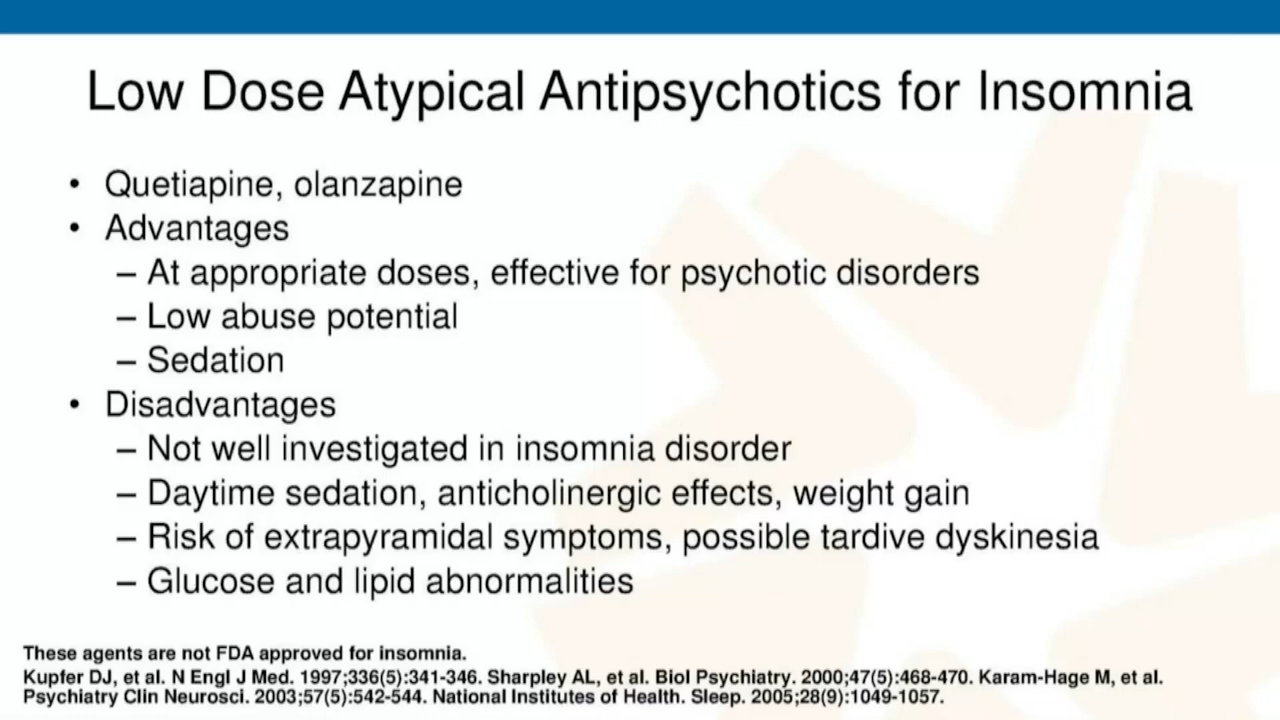 Low Dose Atypical Antipsychotics for Insomnia
• Quetiapine, olanzapine
• Advantages
– At appropriate doses, effective for psychotic disorders
– Low abuse potential
– Sedation
• Disadvantages
– Not well investigated in insomnia disorder
– Daytime sedation, anticholinergic effects, weight gain
– Risk of extrapyramidal symptoms, possible tardive dyskinesia
– Glucose and lipid abnormalities
These agents are not FDA approved for insomnia.
Kupfer DJ, et al. N Engl J Med. 1997;336(5):341-346. Sharpley AL, et al. Biol Psychiatry. 2000;47(5):468-470. Karam-Hage M, et al.
Psychiatry Clin Neurosci. 2003;57(5):542-544. National Institutes of Health. Sleep. 2005;28(9):1049-1057.